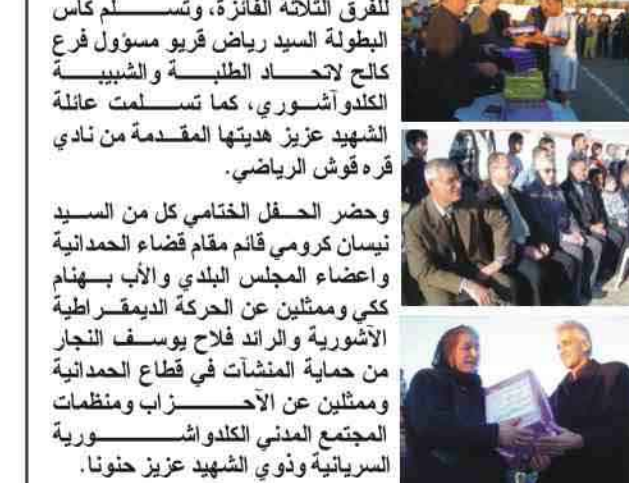 للفرق الثلاثة الفائزة، وتسلم كأس
البطولة السيد رياض قريو مسؤول فرع
كالح لاتحاد الطلبة والشبيبة
الكلدوآشوري، كما تسلمت عائلة
الشهيد عزيز هديتها المقدمة من نادي
قره قوش الرياضي.
وحضر الحفل الختامي كل من السيد
نيسان كرومي قائم مقام قضاء الحمدانية
واعضاء المجلس البلدي والأب بهنام
ككي وممثلين عن الحركة الديمقراطية
الآشورية والرائد فلاح يوسف النجار
من حماية المنشآت في قطاع الحمدانية
وممثلين عن الأحزاب ومنظمات
المجتمع المدني الكلدواشورية
السريانية وذوي الشهيد عزيز حنونا.